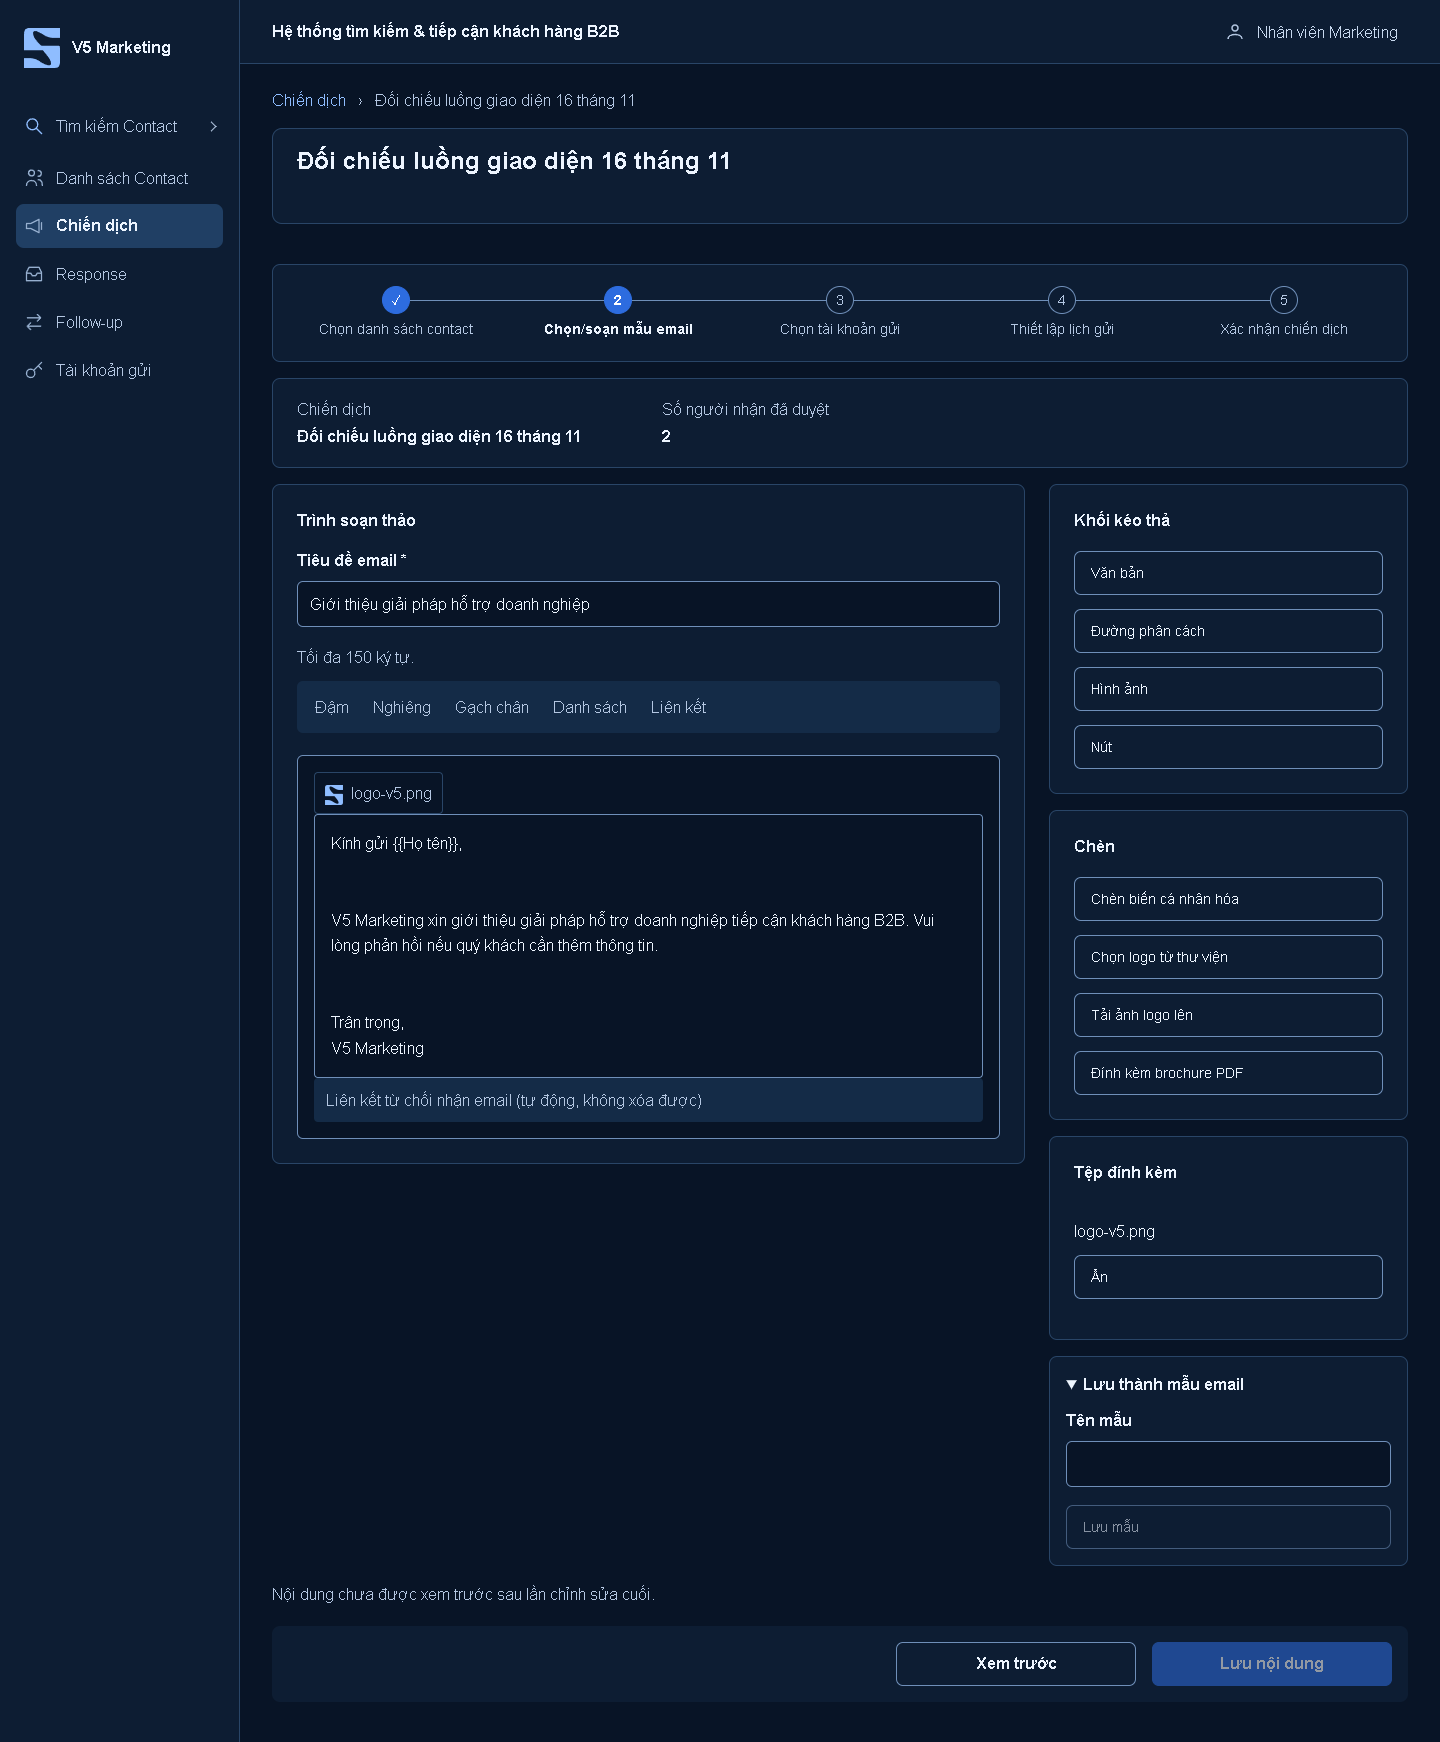 V5 Marketing
Tìm kiếm Contact
Danh sách Contact
Chiến dịch
Response
Follow-up
Tài khoản gửi
Hệ thống tìm kiếm & tiếp cận khách hàng B2B
Nhân viên Marketing
Chiến dịch › Đối chiếu luồng giao diện 16 tháng 11
Đối chiếu luồng giao diện 16 tháng 11
✓ 2 3 4 5
Chọn danh sách contact Chọn/soạn mẫu email Chọn tài khoản gửi Thiết lập lịch gửi Xác nhận chiến dịch
Chiến dịch Số người nhận đã duyệt
Đối chiếu luồng giao diện 16 tháng 11 2
Trình soạn thảo
Tiêu đề email *
Giới thiệu giải pháp hỗ trợ doanh nghiệp
Tối đa 150 ký tự.
Đậm Nghiêng Gạch chân Danh sách Liên kết
logo-v5.png
Kính gửi {{Họ tên}},
V5 Marketing xin giới thiệu giải pháp hỗ trợ doanh nghiệp tiếp cận khách hàng B2B. Vui
lòng phản hồi nếu quý khách cần thêm thông tin.
Trân trọng,
V5 Marketing
Liên kết từ chối nhận email (tự động, không xóa được)
Khối kéo thả
Văn bản
Đường phân cách
Hình ảnh
Nút
Chèn
Chèn biến cá nhân hóa
Chọn logo từ thư viện
Tải ảnh logo lên
Đính kèm brochure PDF
Tệp đính kèm
logo-v5.png
Ẩn
▼ Lưu thành mẫu email
Tên mẫu
Lưu mẫu
Nội dung chưa được xem trước sau lần chỉnh sửa cuối.
Xem trước
Lưu nội dung